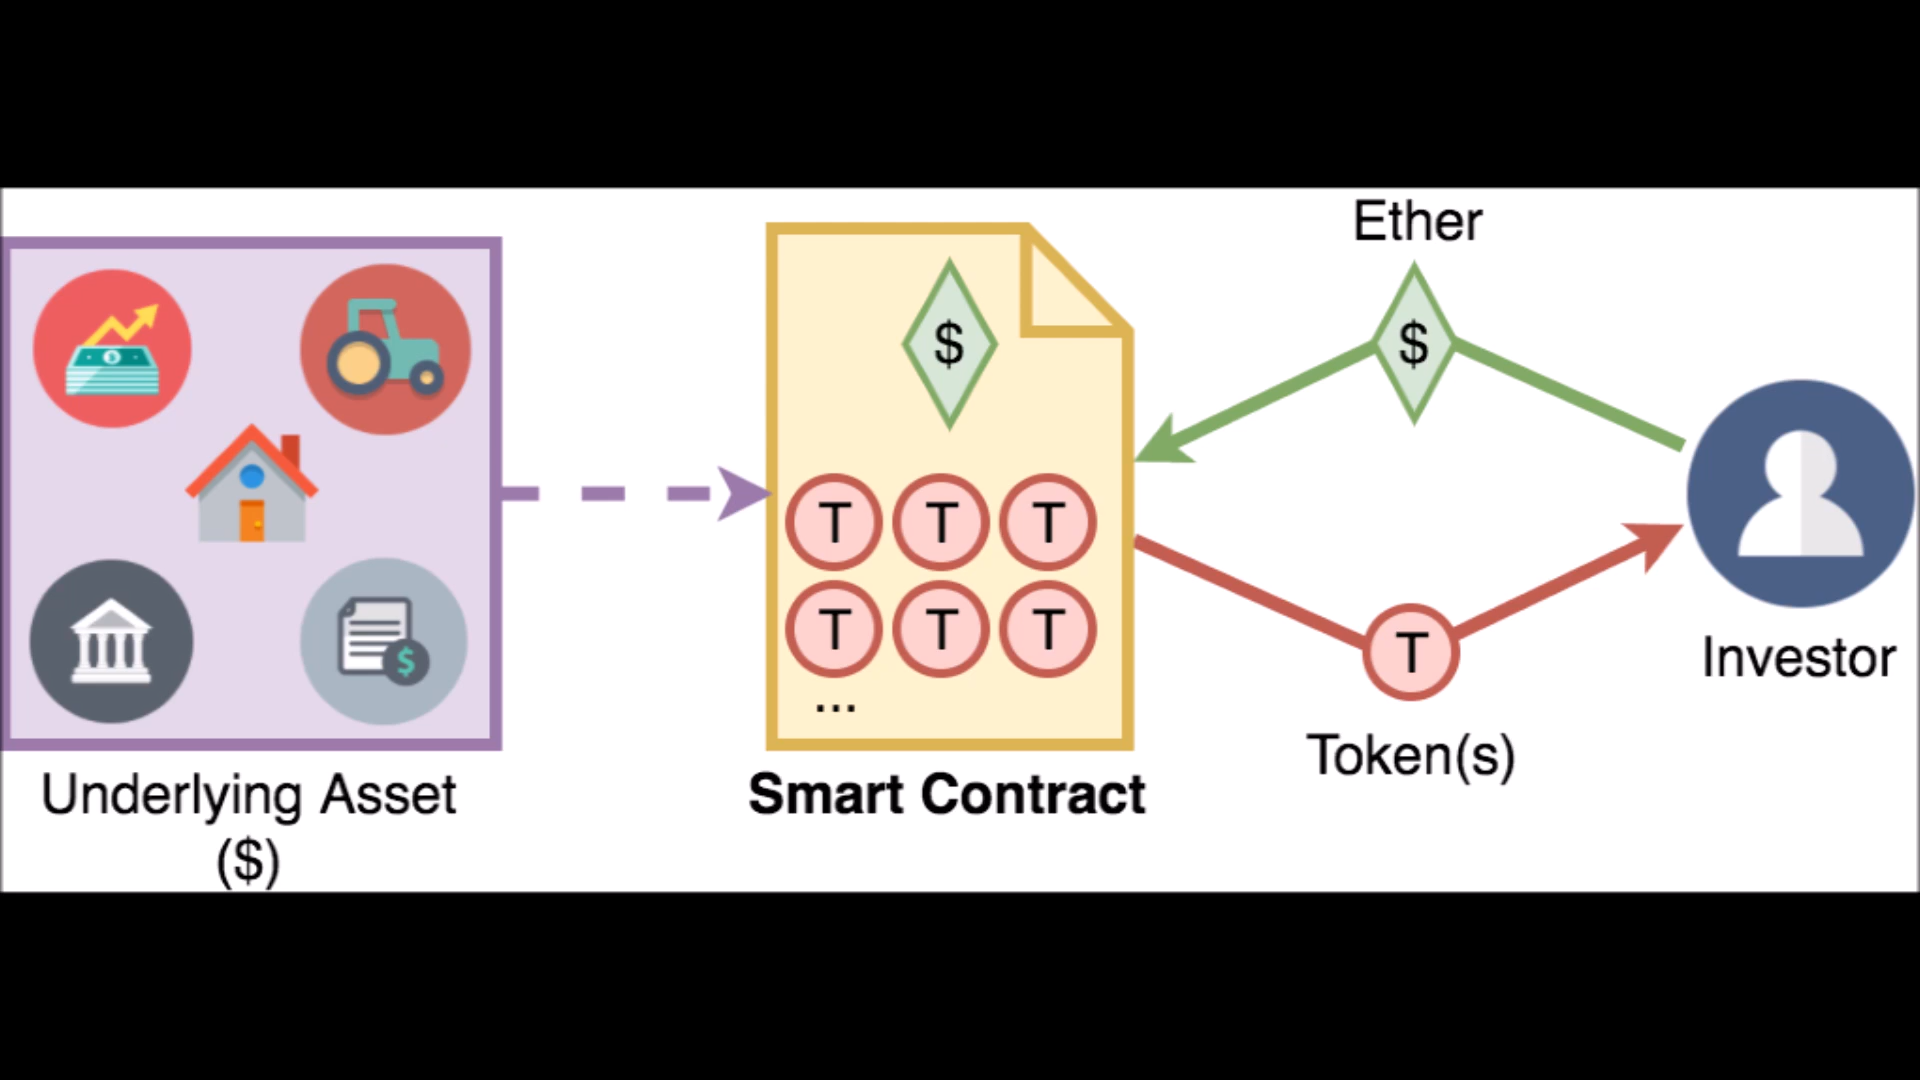 Ether
$
$
T T T
T T T
...
T
Investor
Token(s)
Underlying Asset
($)
Smart Contract
$
$